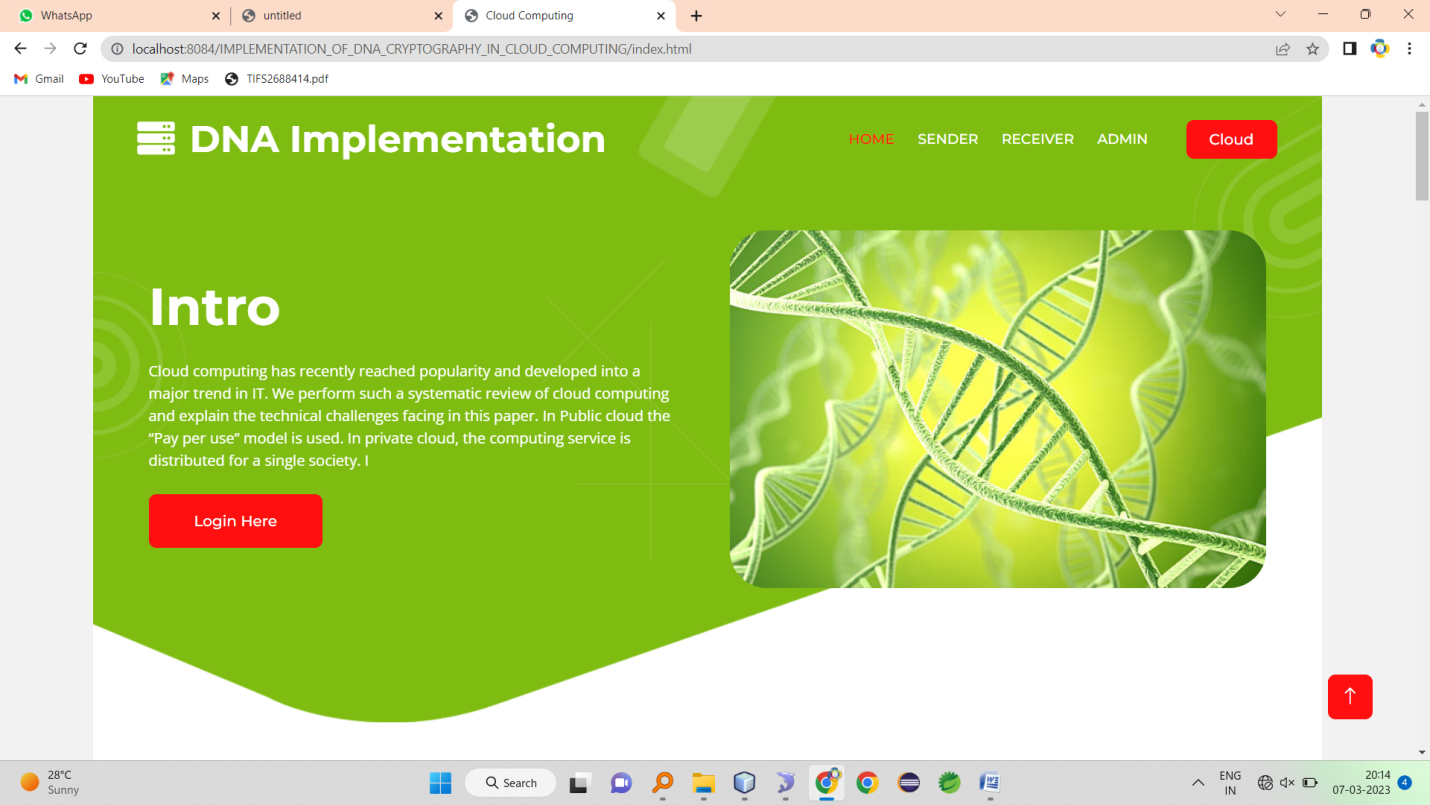 WhatsApp
untitled
Cloud Computing
localhost:8084/IMPLEMENTATION_OF_DNA_CRYPTOGRAPHY_IN_CLOUD_COMPUTING/index.html
Gmail YouTube Maps TIFS2688414.pdf
DNA Implementation
HOME SENDER RECEIVER ADMIN Cloud
Intro
Cloud computing has recently reached popularity and developed into a
major trend in IT. We perform such a systematic review of cloud computing
and explain the technical challenges facing in this paper. In Public cloud the
“Pay per use” model is used. In private cloud, the computing service is
distributed for a single society. I
Login Here
28°C
Sunny
Search
ENG
IN
20:14
07-03-2023
4